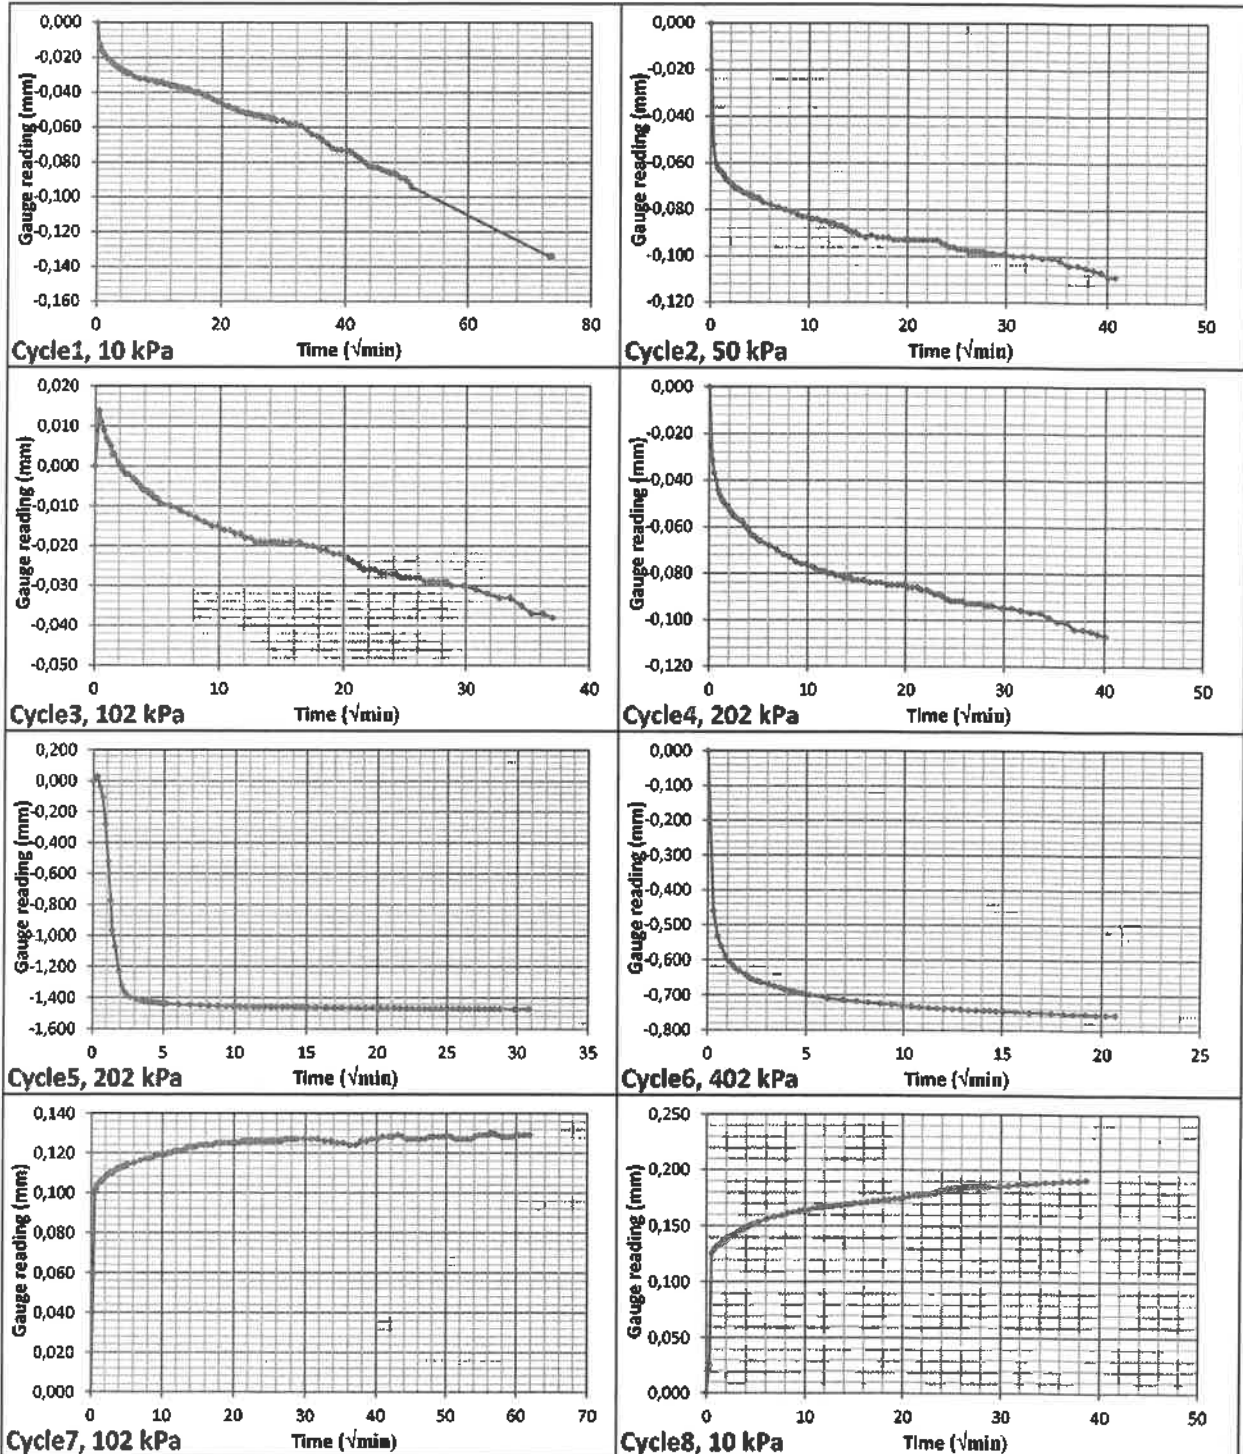 0,000
-0,020
-0,040
-0,060
-0,080
-0,100
-0,120
-0,140
-0,160
Gauge reading (mm)
0 20 40 60 80
Cycle1, 10 kPa Time (√min)
0,000
-0,020
-0,040
-0,060
-0,080
-0,100
-0,120
Gauge reading (mm)
0 10 20 30 40 50
Cycle2, 50 kPa Time (√min)
0,020
0,010
0,000
-0,010
-0,020
-0,030
-0,040
-0,050
Gauge reading (mm)
0 10 20 30 40
Cycle3, 102 kPa Time (√min)
0,000
-0,020
-0,040
-0,060
-0,080
-0,100
-0,120
Gauge reading (mm)
0 10 20 30 40 50
Cycle4, 202 kPa Time (√min)
0,200
0,000
-0,200
-0,400
-0,600
-0,800
-1,000
-1,200
-1,400
-1,600
Gauge reading (mm)
0 5 10 15 20 25 30 35
Cycle5, 202 kPa Time (√min)
0,000
-0,100
-0,200
-0,300
-0,400
-0,500
-0,600
-0,700
-0,800
Gauge reading (mm)
0 5 10 15 20 25
Cycle6, 402 kPa Time (√min)
0,140
0,120
0,100
0,080
0,060
0,040
0,020
0,000
Gauge reading (mm)
0 10 20 30 40 50 60 70
Cycle7, 102 kPa Time (√min)
0,250
0,200
0,150
0,100
0,050
0,000
Gauge reading (mm)
0 10 20 30 40 50
Cycle8, 10 kPa Time (√min)